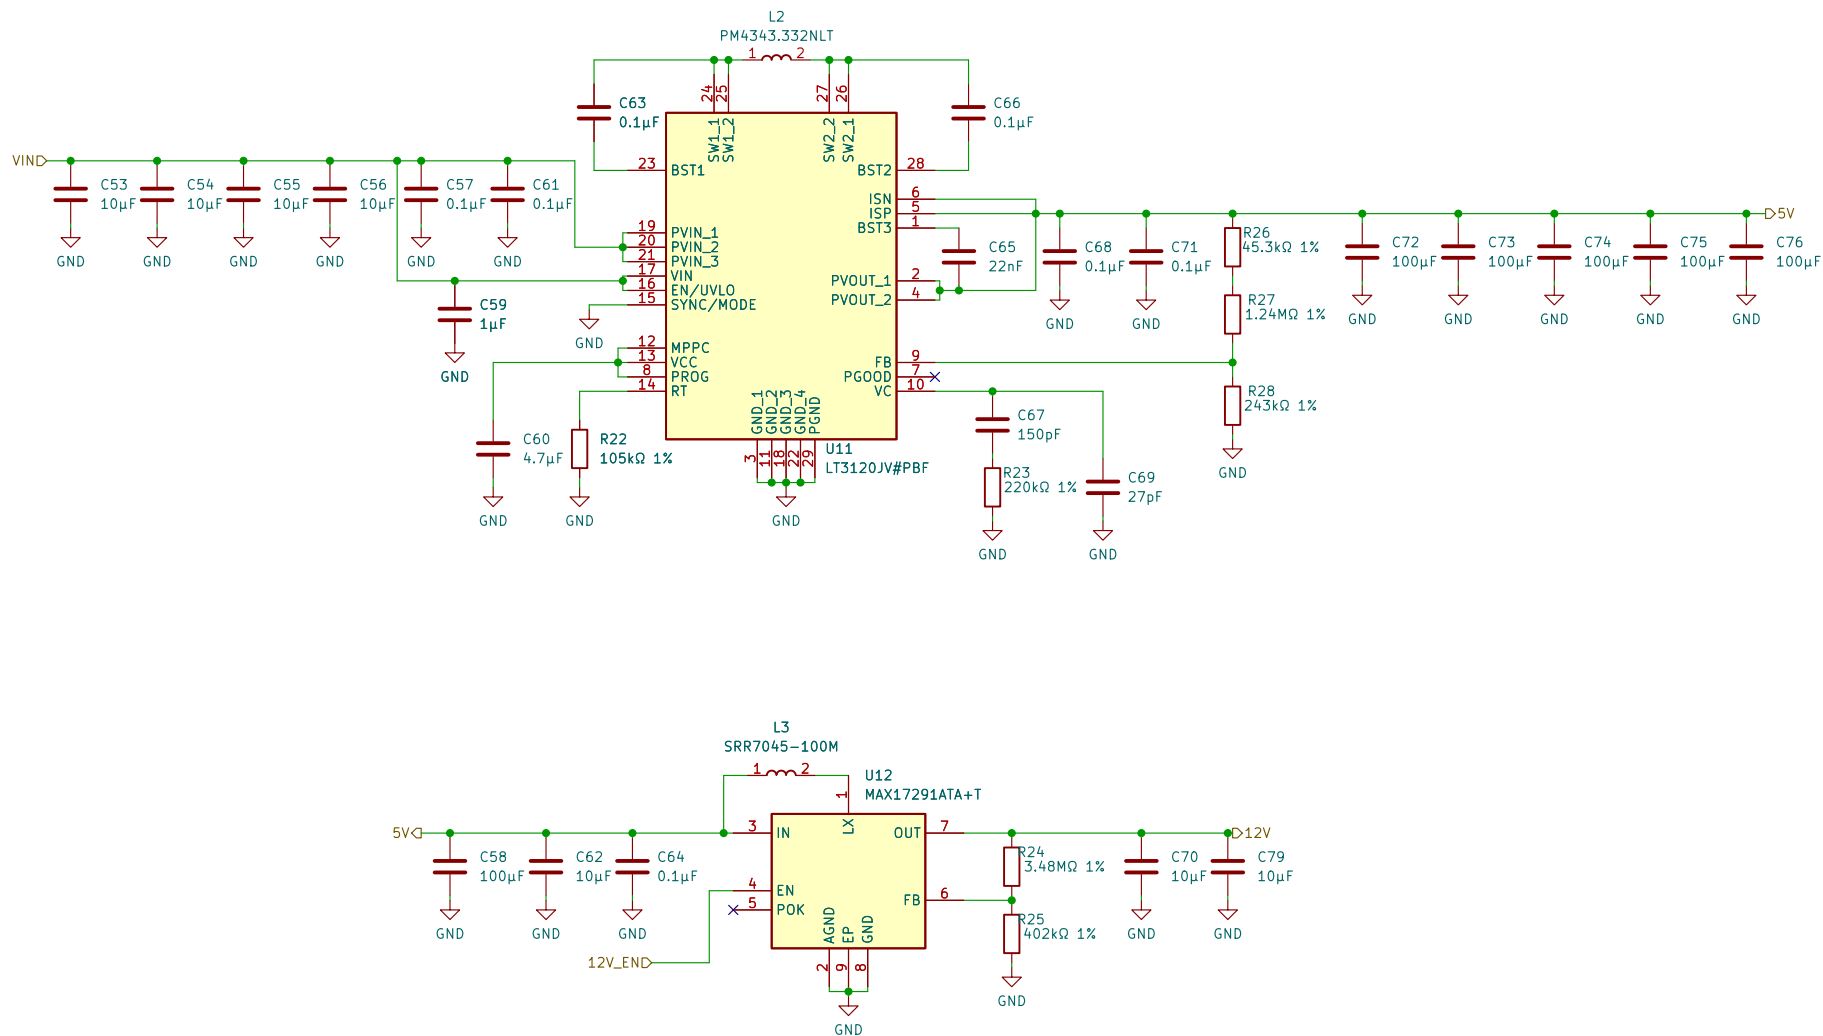 L2
PM4343.332NLT
1 2
24 25 27 26
C63
0.1µF
C66
0.1µF
SW1_1 SW1_2 SW2_2 SW2_1
VIN
23 BST1 BST2 28
C53
10µF
C54
10µF
C55
10µF
C56
10µF
C57
0.1µF
C61
0.1µF
GND GND GND GND GND GND
ISN 6
ISP 5
BST3 1
5V
19 PVIN_1
20 PVIN_2
21 PVIN_3
17 VIN
16 EN/UVLO
15 SYNC/MODE
PVOUT_1 2
PVOUT_2 4
C65
22nF
C68
0.1µF
C71
0.1µF
R26
45.3kΩ 1%
C72
100µF
C73
100µF
C74
100µF
C75
100µF
C76
100µF
R27
1.24MΩ 1%
GND GND GND GND GND GND GND
C59
1µF
GND
GND
12 MPPC
13 VCC
8 PROG
14 RT
FB 9
PGOOD 7
VC 10
R28
243kΩ 1%
GND
GND_1 GND_2 GND_3 GND_4 PGND
3 11 18 22 29
U11
LT3120JV#PBF
C60
4.7µF
R22
105kΩ 1%
C67
150pF
R23
220kΩ 1%
C69
27pF
GND GND GND GND GND
L3
SRR7045-100M
1 2
U12
MAX17291ATA+T
1
LX
5V
3 IN OUT 7
12V
C58
100µF
C62
10µF
C64
0.1µF
R24
3.48MΩ 1%
C70
10µF
C79
10µF
4 EN
5 POK
FB 6
R25
402kΩ 1%
GND GND GND GND GND
AGND EP GND
2 9 8
12V_EN
GND
GND